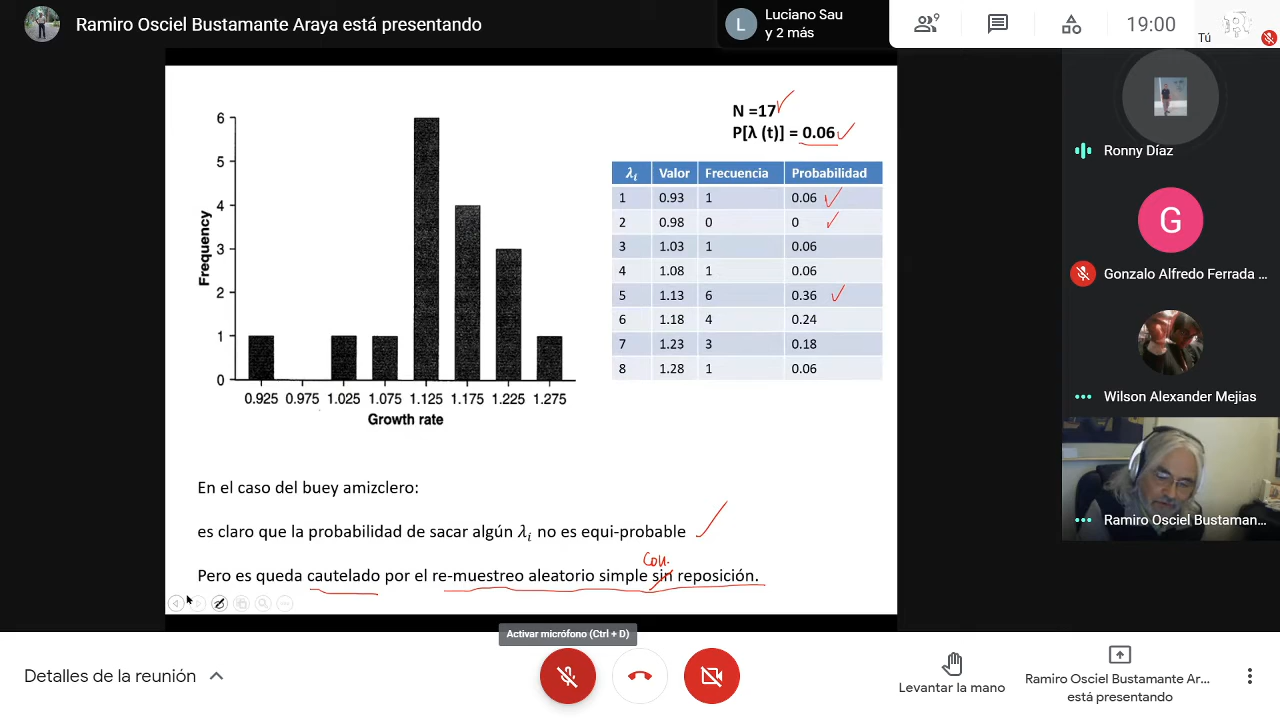 Ramiro Osciel Bustamante Araya está presentando
L
Luciano Sau
y 2 más
9
19:00
Tú
N =17
P[λ (t)] = 0.06
Frequency
6
5
4
3
2
1
0
0.925 0.975 1.025 1.075 1.125 1.175 1.225 1.275
Growth rate
λi Valor Frecuencia Probabilidad
1 0.93 1 0.06
2 0.98 0 0
3 1.03 1 0.06
4 1.08 1 0.06
5 1.13 6 0.36
6 1.18 4 0.24
7 1.23 3 0.18
8 1.28 1 0.06
En el caso del buey amizclero:
es claro que la probabilidad de sacar algún λi no es equi-probable
con.
Pero es queda cautelado por el re-muestreo aleatorio simple sin reposición.
Ronny Díaz
G
Gonzalo Alfredo Ferrada ...
Wilson Alexander Mejias
Ramiro Osciel Bustaman...
Activar micrófono (Ctrl + D)
Detalles de la reunión
Levantar la mano
Ramiro Osciel Bustamante Ar...
está presentando